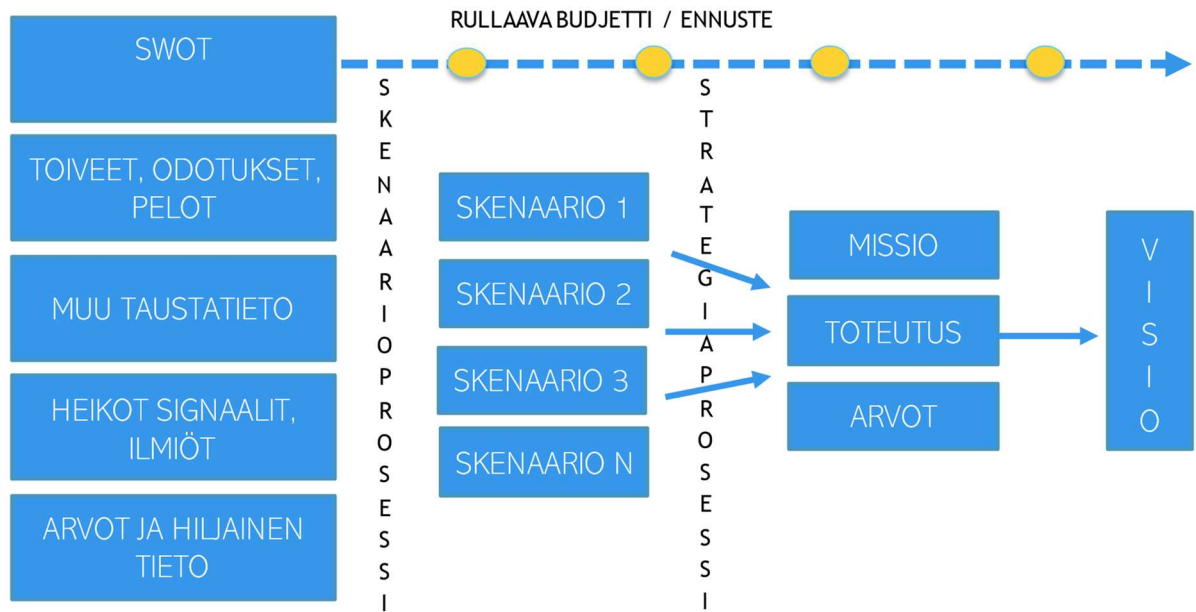 RULLAAVA BUDJETTI / ENNUSTE
SWOT
TOIVEET, ODOTUKSET,
PELOT
MUU TAUSTATIETO
HEIKOT SIGNAALIT,
ILMIÖT
ARVOT JA HILJAINEN
TIETO
SKENAARIOPROSESSI
SKENAARIO 1
SKENAARIO 2
SKENAARIO 3
SKENAARIO N
STRATEGIAPROSESSI
MISSIO
TOTEUTUS
ARVOT
VISIO